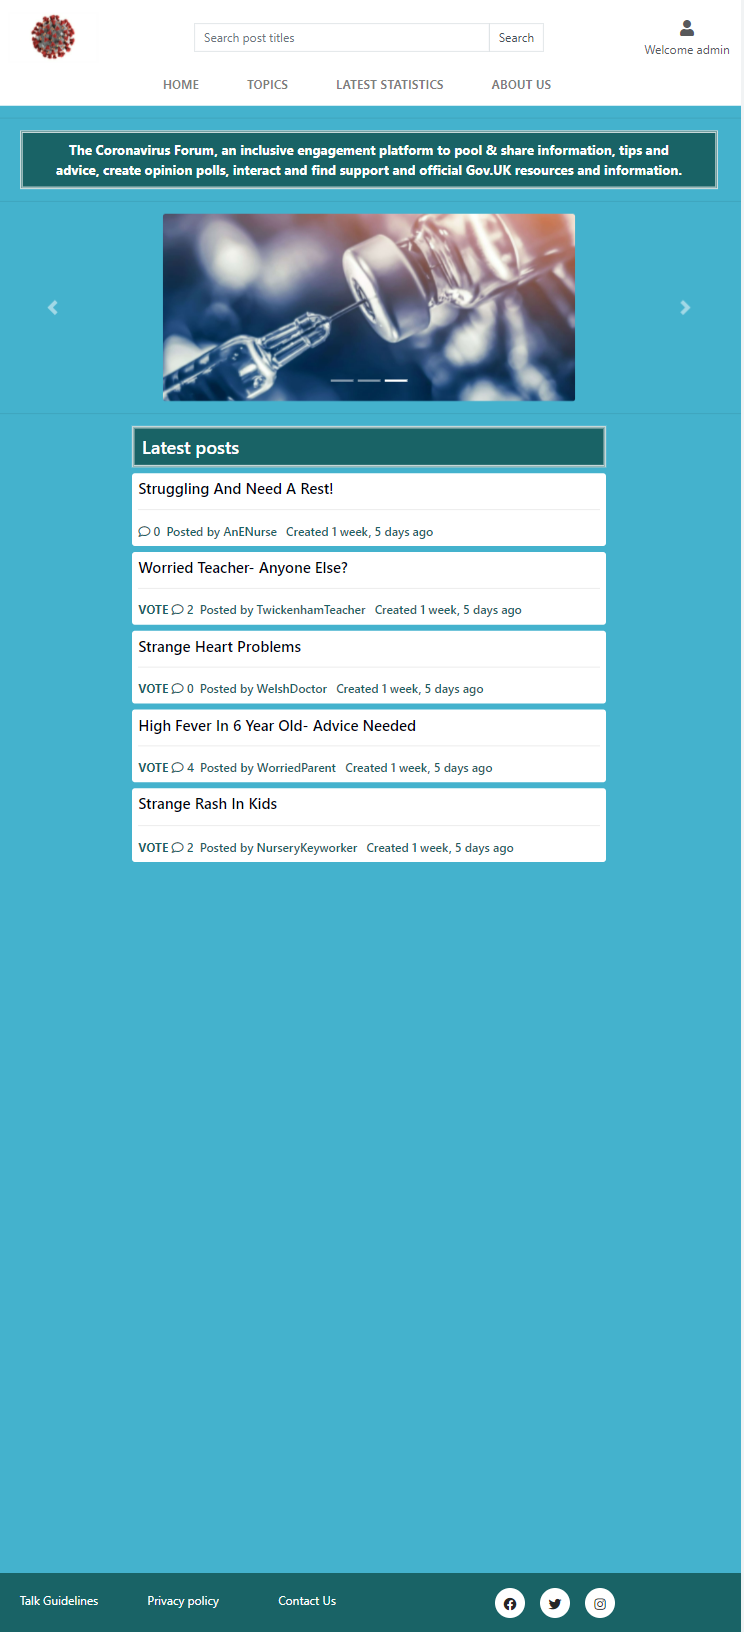 Search post titles
Search
Welcome admin
HOME
TOPICS
LATEST STATISTICS
ABOUT US
The Coronavirus Forum, an inclusive engagement platform to pool & share information, tips and
advice, create opinion polls, interact and find support and official Gov.UK resources and information.
Latest posts
Struggling And Need A Rest!
0 Posted by AnENurse Created 1 week, 5 days ago
Worried Teacher- Anyone Else?
VOTE 2 Posted by TwickenhamTeacher Created 1 week, 5 days ago
Strange Heart Problems
VOTE 0 Posted by WelshDoctor Created 1 week, 5 days ago
High Fever In 6 Year Old- Advice Needed
VOTE 4 Posted by WorriedParent Created 1 week, 5 days ago
Strange Rash In Kids
VOTE 2 Posted by NurseryKeyworker Created 1 week, 5 days ago
Talk Guidelines
Privacy policy
Contact Us